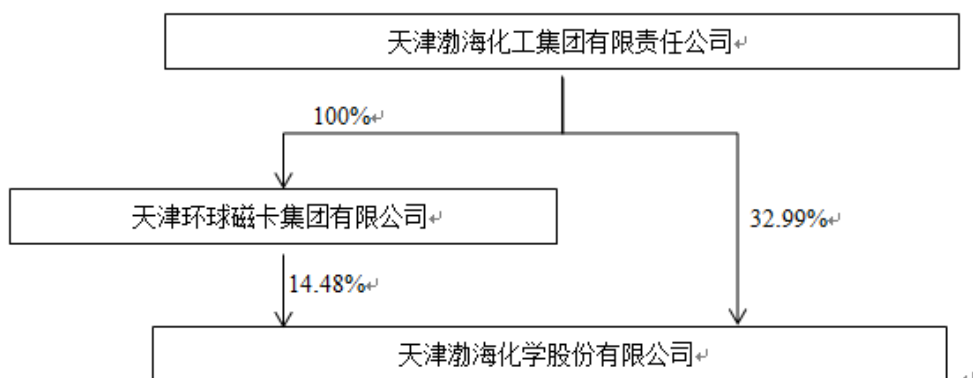 天津渤海化工集团有限责任公司
100%
天津环球磁卡集团有限公司
32.99%
14.48%
天津渤海化学股份有限公司